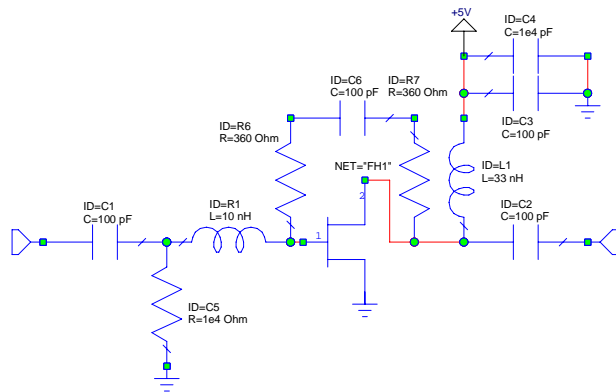 +5V
ID=C4
C=1e4 pF
ID=C6
C=100 pF
ID=R7
R=360 Ohm
ID=R6
R=360 Ohm
ID=C3
C=100 pF
NET="FH1"
ID=L1
L=33 nH
2
ID=C1
C=100 pF
ID=R1
L=10 nH
ID=C2
C=100 pF
1
ID=C5
R=1e4 Ohm